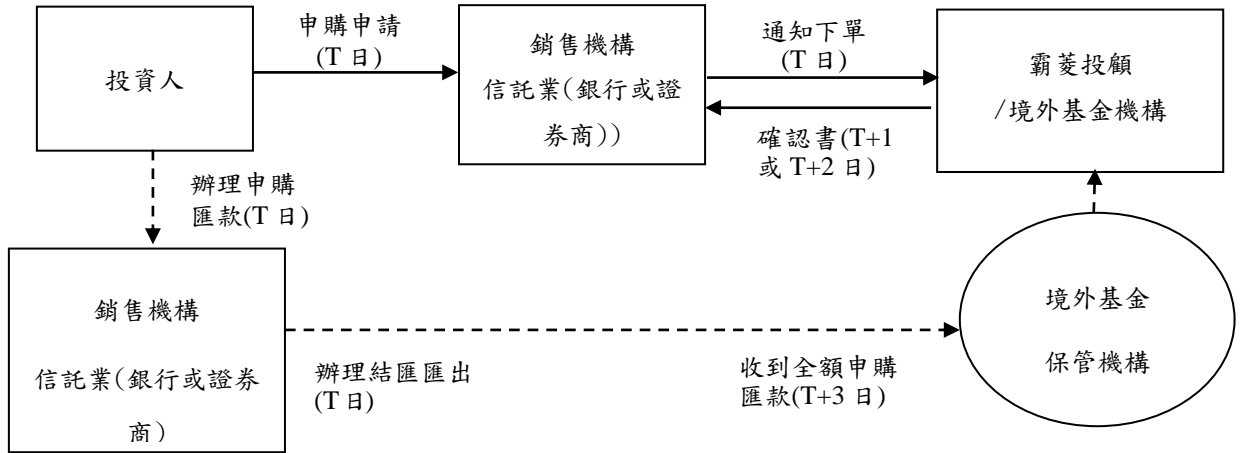 投資人
申購申請
(T 日)
銷售機構
信託業(銀行或證
券商))
通知下單
(T 日)
確認書(T+1
或 T+2 日)
霸菱投顧
/境外基金機構
辦理申購
匯款(T 日)
銷售機構
信託業(銀行或證券
商)
辦理結匯匯出
(T 日)
收到全額申購
匯款(T+3 日)
境外基金
保管機構